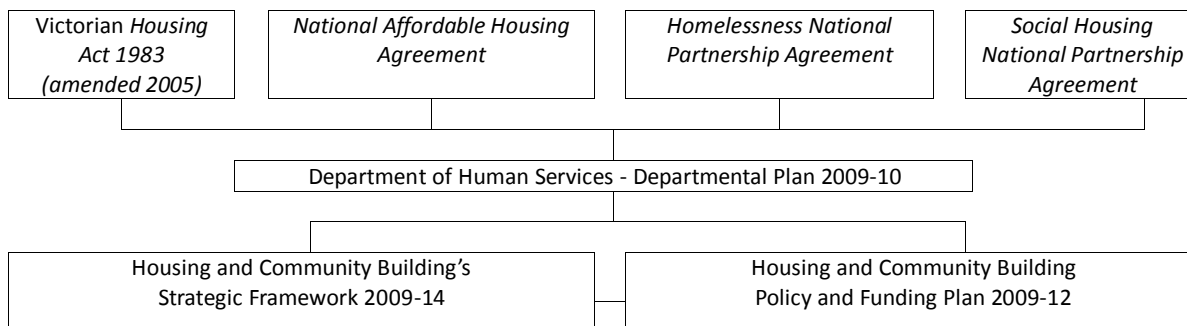 Victorian Housing
Act 1983
(amended 2005)
National Affordable Housing
Agreement
Homelessness National
Partnership Agreement
Social Housing
National Partnership
Agreement
Department of Human Services - Departmental Plan 2009-10
Housing and Community Building’s
Strategic Framework 2009-14
Housing and Community Building
Policy and Funding Plan 2009-12